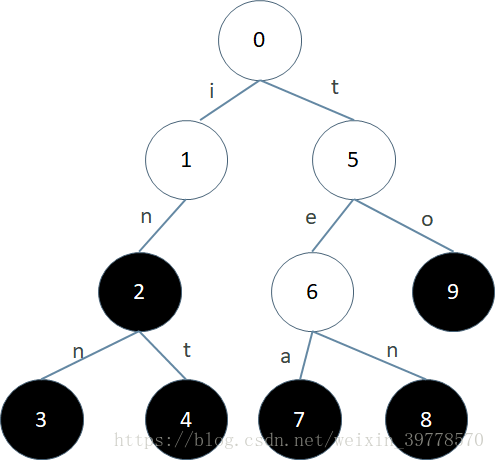 0
i t
1 5
n e o
2 6 9
n t a n
3 4 7 8
https://blog.csdn.net/weixin_39778570